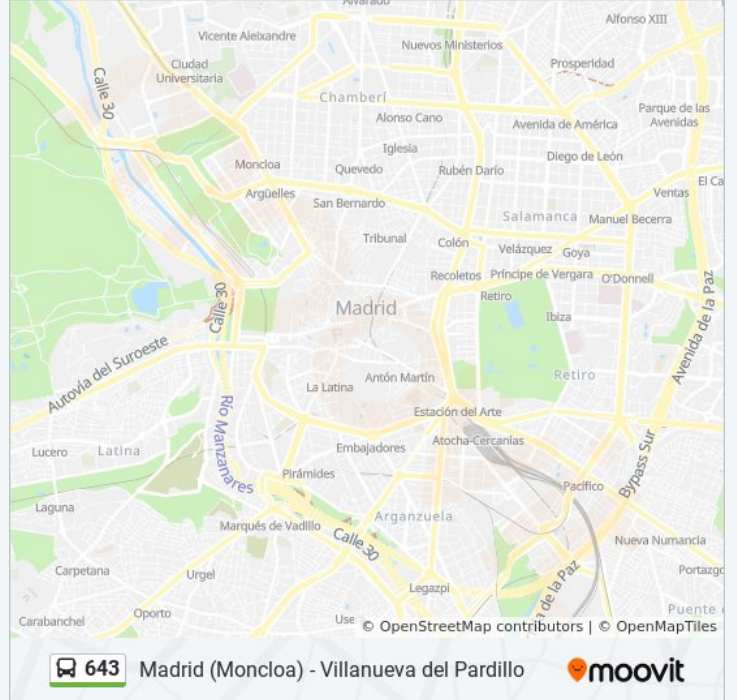 Alvarado
Alfonso XIII
Vicente Aleixandre
Nuevos Ministerios
Ciudad
Universitaria
Prosperidad
Calle 30
Chamberí
Parque de las
Avenidas
Alonso Cano
Avenida de América
Iglesia
Diego de León
Moncloa
Quevedo
Rubén Darío
El Ca
Argüelles
San Bernardo
Ventas
Salamanca
Manuel Becerra
Tribunal
Colón
Velázquez
Goya
Recoletos
Príncipe de Vergara
O'Donnell
Calle 30
Madrid
Retiro
Ibiza
Avenida de la Paz
Autovía del Suroeste
La Latina
Antón Martín
Retiro
Río Manzanares
Estación del Arte
Lucero
Latina
Embajadores
Atocha-Cercanías
Bypass Sur
Pirámides
Pacífico
Laguna
Marqués de Vadillo
Arganzuela
Calle 30
Nueva Numancia
Carpetana
Urgel
Legazpi
a de la Paz
Portazgo
Carabanchel
Oporto
Use
Puente
© OpenStreetMap contributors | © OpenMapTiles
643 Madrid (Moncloa) - Villanueva del Pardillo
moovit